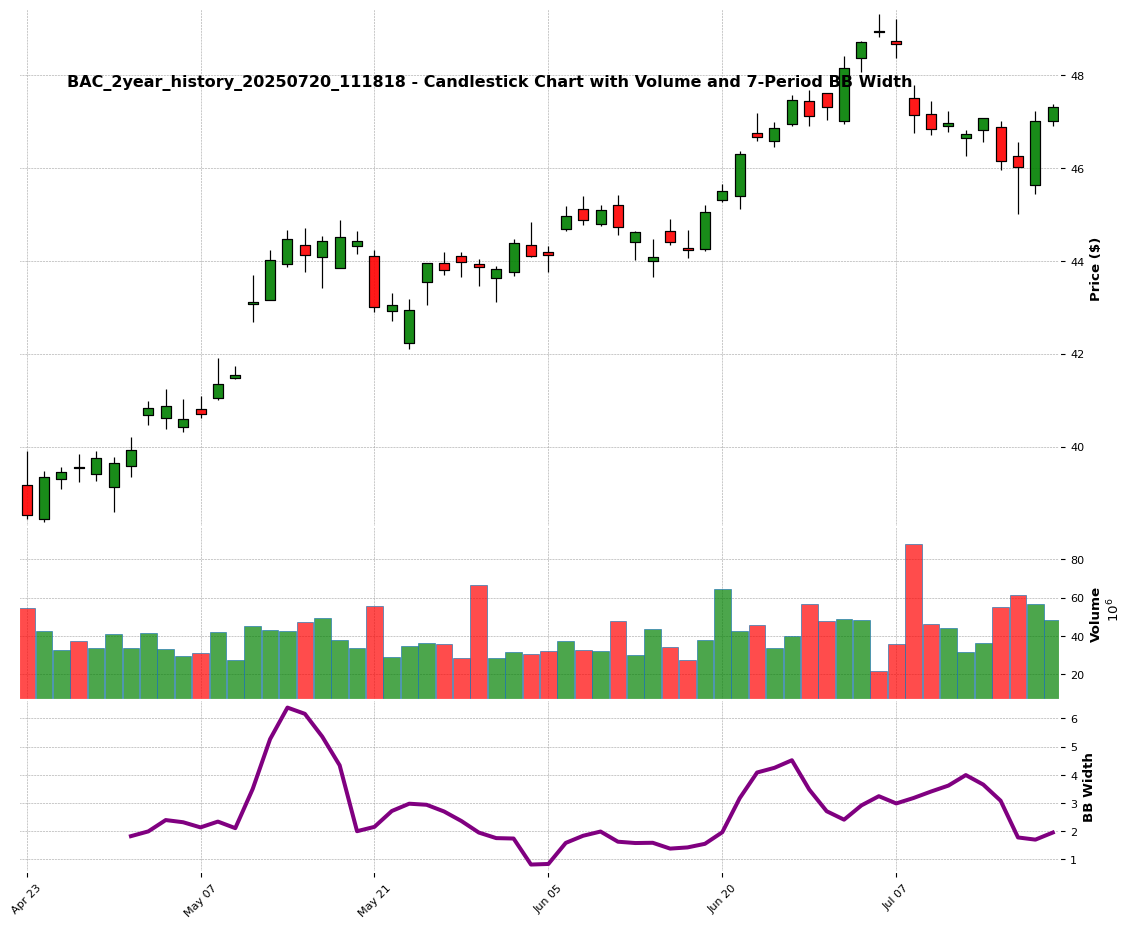 BAC_2year_history_20250720_111818 - Candlestick Chart with Volume and 7-Period BB Width
48
46
44
42
40
Price ($)
80
60
40
20
Volume
10^6
6
5
4
3
2
1
BB Width
Apr 23
May 07
May 21
Jun 05
Jun 20
Jul 07